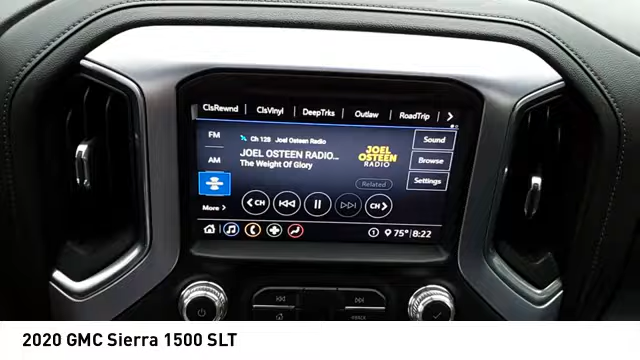 ClsRewnd ClsVinyl DeepTrks Outlaw RoadTrip
FM
Ch 128 Joel Osteen Radio
Sound
JOEL OSTEEN RADIO...
The Weight Of Glory
JOEL
OSTEEN
RADIO
AM
Browse
Related
Settings
More >
< CH
CH >
1 75° 8:22
2020 GMC Sierra 1500 SLT